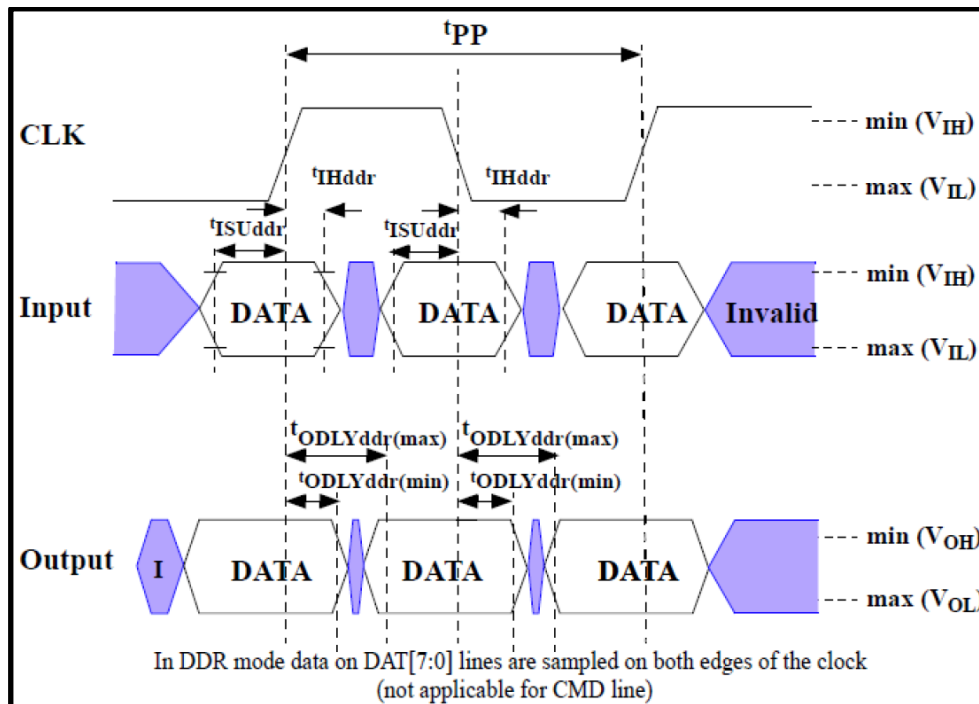 tPP
CLK
min (VIH)
max (VIL)
tIHddr
tIHddr
tISUddr
tISUddr
Input
DATA
DATA
DATA
Invalid
min (VIH)
max (VIL)
tODLYddr(max)
tODLYddr(max)
tODLYddr(min)
tODLYddr(min)
Output
I
DATA
DATA
DATA
min (VOH)
max (VOL)
In DDR mode data on DAT[7:0] lines are sampled on both edges of the clock
(not applicable for CMD line)